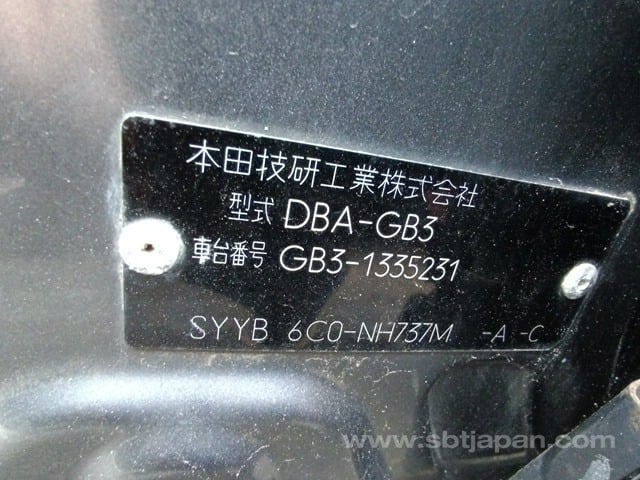 本田技研工業株式会社
型式 DBA-GB3
車台番号 GB3-1335231
SYYB 6C0-NH737M -A -C
www.sbtjapan.com